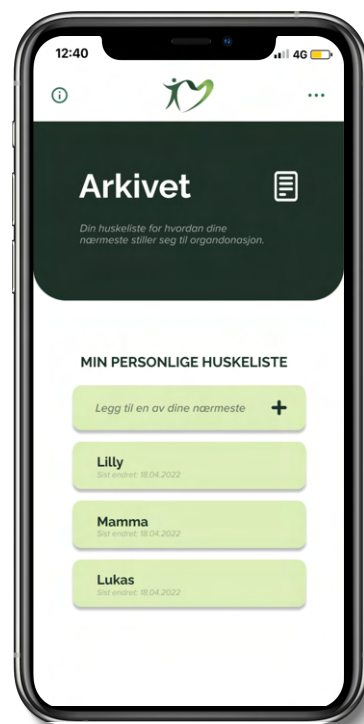 12:40
4G
Arkivet
Din huskeliste for hvordan dine
nærmeste stiller seg til organdonasjon.
MIN PERSONLIGE HUSKELISTE
Legg til en av dine nærmeste
Lilly
Sist endret: 18.04.2022
Mamma
Sist endret: 18.04.2022
Lukas
Sist endret: 18.04.2022